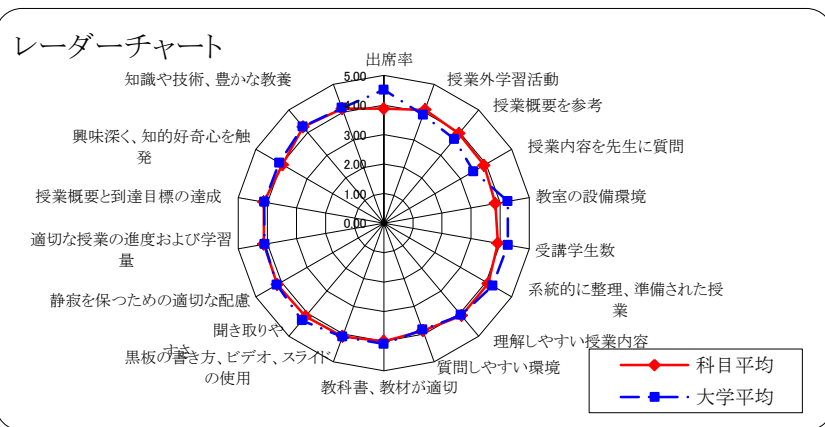 レーダーチャート
出席率
授業外学習活動
授業概要を参考
授業内容を先生に質問
教室の設備環境
受講学生数
系統的に整理、準備された授
業
理解しやすい授業内容
質問しやすい環境
教科書、教材が適切
黒板の書き方、ビデオ、スライド
の使用
聞き取りや
すさ
静寂を保つための適切な配慮
適切な授業の進度および学習
量
授業概要と到達目標の達成
興味深く、知的好奇心を触
発
知識や技術、豊かな教養
5.00
4.00
3.00
2.00
1.00
0.00
科目平均
大学平均